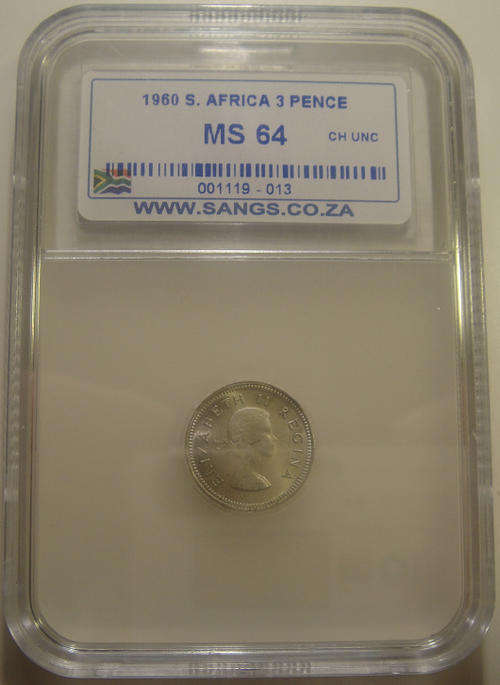 1960 S. AFRICA 3 PENCE
MS 64 CH UNC
001119 - 013
WWW.SANGS.CO.ZA
ELIZABETH II REGINA